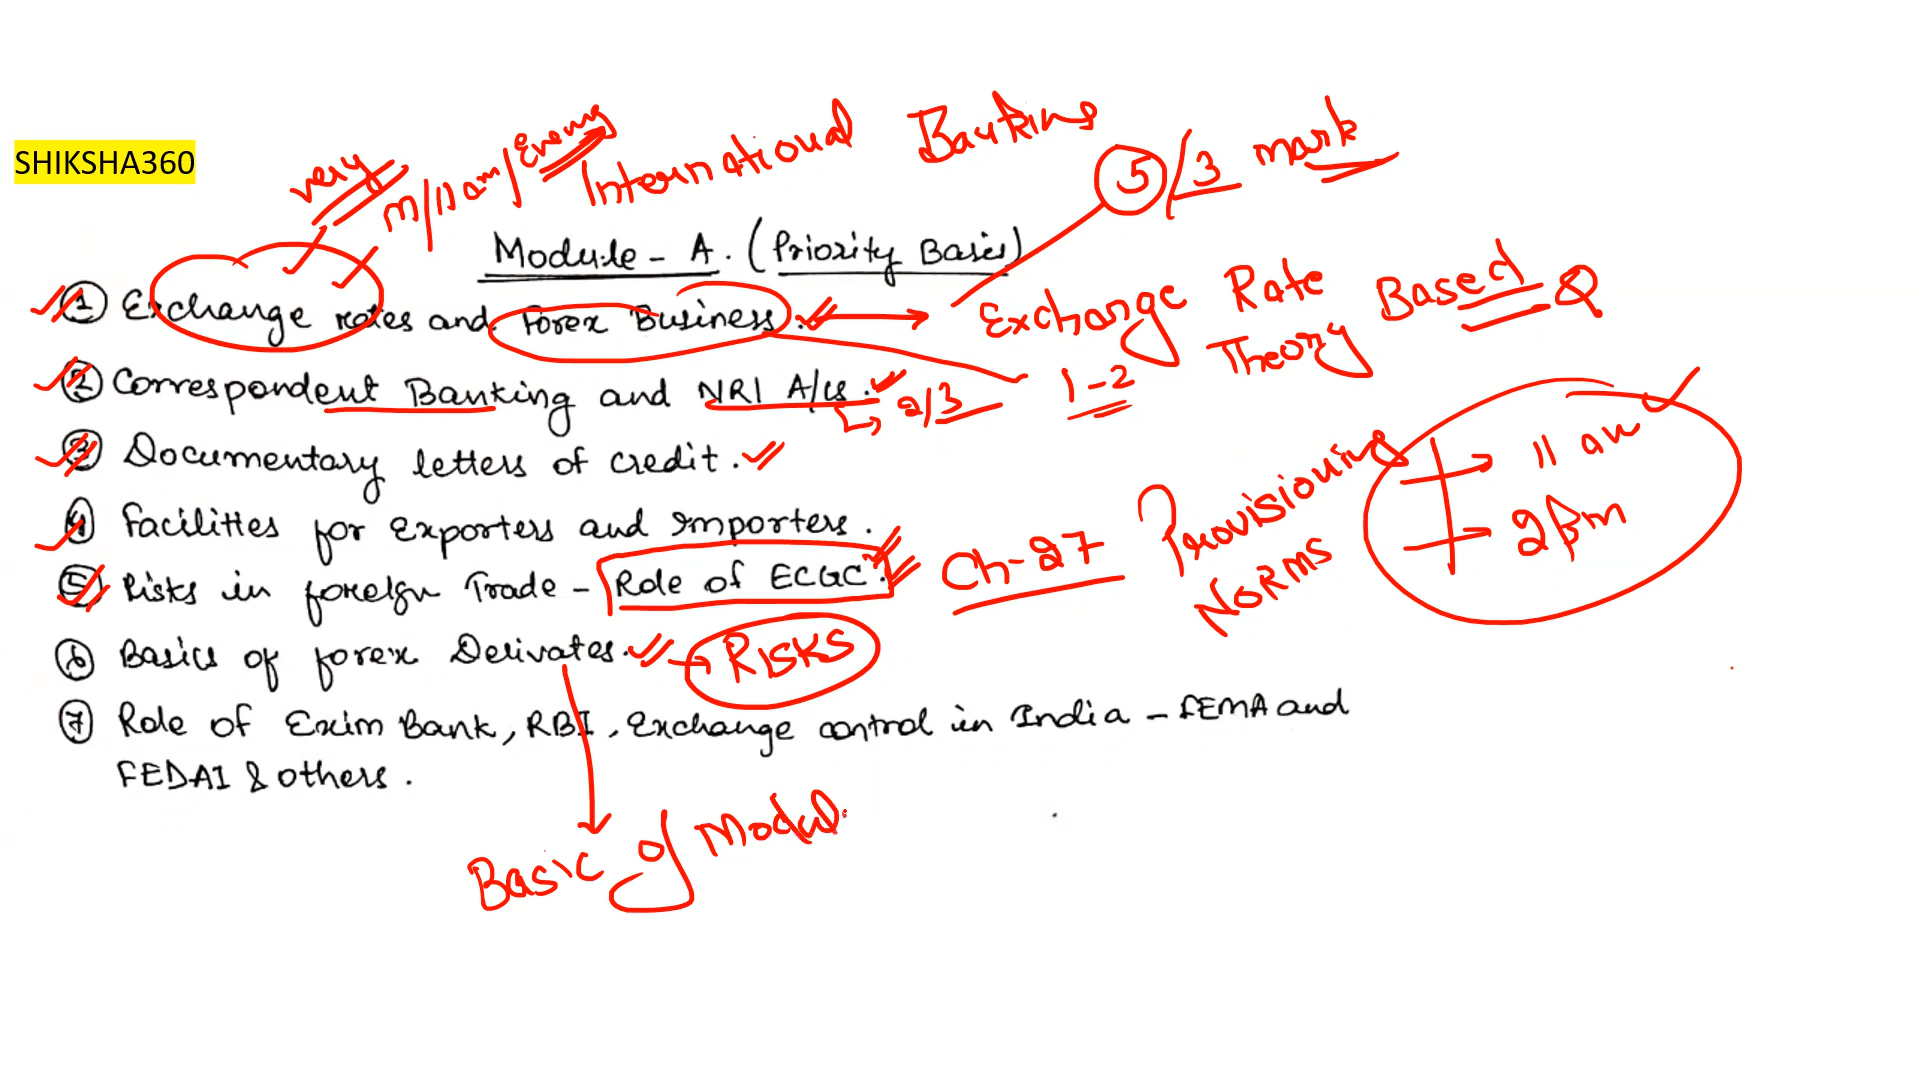 SHIKSHA360
very
M/11am/Evening
International Banking
5/3 mark
Module - A. (Priority Basis)
① Exchange rates and Forex Business.
Exchange Rate
Theory Based Q
② Correspondent Banking and NRI A/cs.
2/3
1-2
③ Documentary letters of credit.
④ Facilities for Exporters and Importers.
⑤ Risks in foreign Trade - Role of ECGC.
Ch-27
Provisioning
NORMS
11 am
2pm
⑥ Basics of forex Derivates.
RISKS
⑦ Role of Exim Bank, RBI, Exchange control in India - FEMA and
FEDAI & others.
Basic of Modul.